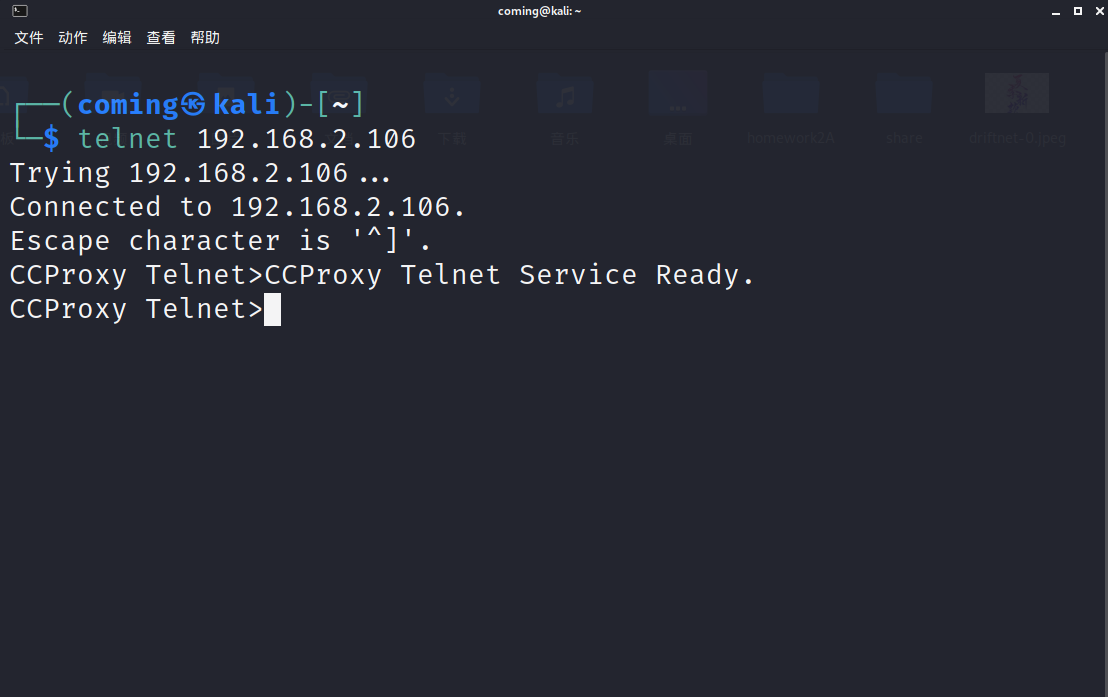 coming@kali: ~
文件 动作 编辑 查看 帮助
┌──(coming㉿kali)-[~]
└─$ telnet 192.168.2.106
下载 音乐 桌面 homework2A share driftnet-0.jpeg
Trying 192.168.2.106...
Connected to 192.168.2.106.
Escape character is '^]'.
CCProxy Telnet>CCProxy Telnet Service Ready.
CCProxy Telnet>